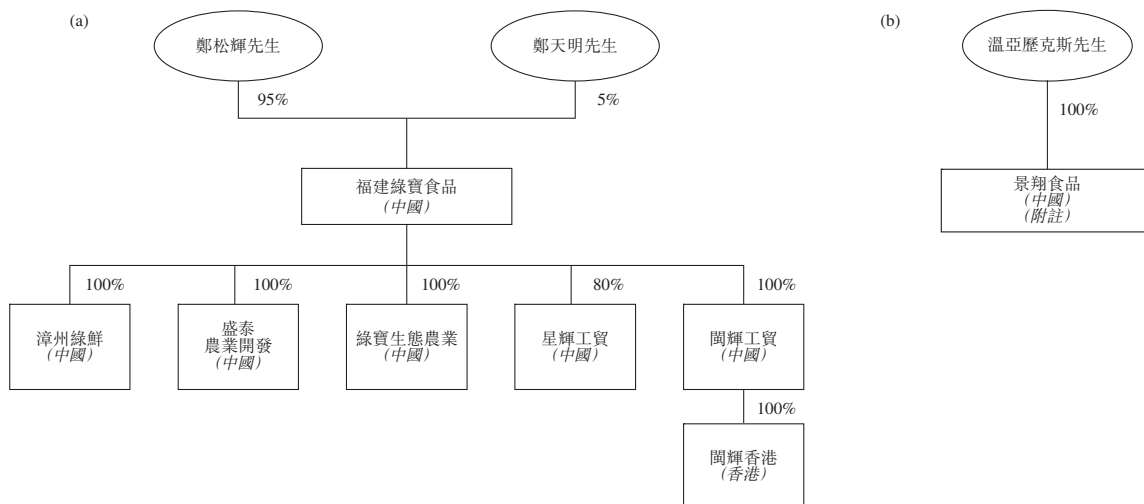 (a)
(b)
鄭松輝先生
鄭天明先生
溫亞歷克斯先生
95%
5%
100%
福建綠寶食品
(中國)
景翔食品
(中國)
(附註)
100%
100%
100%
80%
100%
漳州綠鮮
(中國)
盛泰
農業開發
(中國)
綠寶生態農業
(中國)
星輝工貿
(中國)
閩輝工貿
(中國)
100%
閩輝香港
(香港)